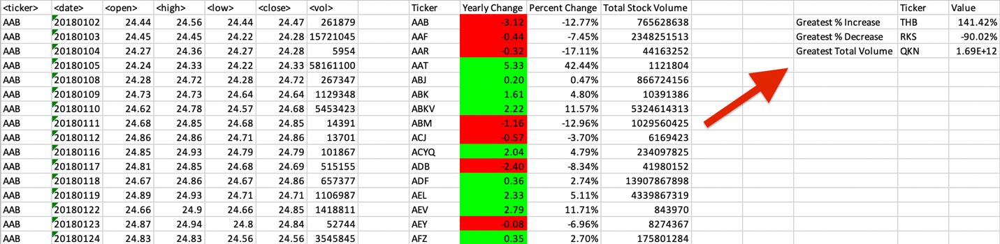 <ticker> <date> <open> <high> <low> <close> <vol> Ticker Yearly Change Percent Change Total Stock Volume Ticker Value
AAB 20180102 24.44 24.56 24.44 24.47 261879 AAB -3.12 -12.77% 765628638 Greatest % Increase THB 141.42%
AAB 20180103 24.45 24.45 24.22 24.28 15721045 AAF -0.44 -7.45% 2348251513 Greatest % Decrease RKS -90.02%
AAB 20180104 24.27 24.36 24.27 24.28 5954 AAR -0.32 -17.11% 44163252 Greatest Total Volume QKN 1.69E+12
AAB 20180105 24.24 24.33 24.22 24.33 58161100 AAT 5.33 42.44% 1121804
AAB 20180108 24.28 24.72 24.28 24.72 267347 ABJ 0.20 0.47% 866724156
AAB 20180109 24.73 24.73 24.64 24.64 1129348 ABK 1.61 4.80% 10391386
AAB 20180110 24.62 24.78 24.57 24.68 5453423 ABKV 2.22 11.57% 5324614313
AAB 20180111 24.68 24.85 24.68 24.85 14391 ABM -1.16 -12.96% 1029560425
AAB 20180112 24.86 24.86 24.71 24.86 13701 ACJ -0.57 -3.70% 6169423
AAB 20180116 24.85 24.93 24.79 24.79 101867 ACYQ 2.04 4.79% 234097825
AAB 20180117 24.81 24.85 24.68 24.69 515155 ADB -2.40 -8.34% 41980152
AAB 20180118 24.67 24.86 24.67 24.86 657377 ADF 0.36 2.74% 13907867898
AAB 20180119 24.89 24.93 24.71 24.71 1106987 AEL 2.33 5.11% 4339867319
AAB 20180122 24.66 24.9 24.66 24.85 1418811 AEV 2.79 11.71% 843970
AAB 20180123 24.87 24.94 24.8 24.84 52744 AEY -0.08 -6.96% 8274367
AAB 20180124 24.83 24.83 24.56 24.56 3545845 AFZ 0.35 2.70% 175801284